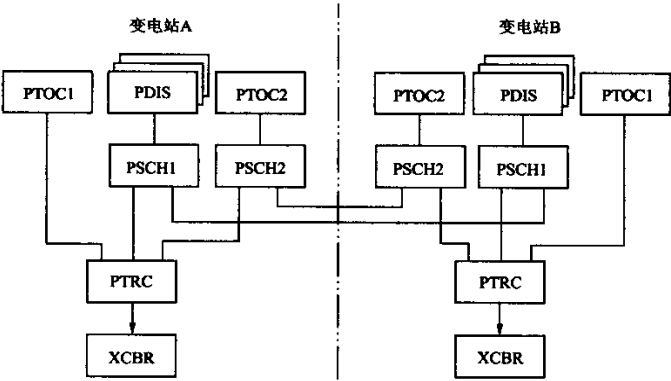 变电站A
变电站B
PTOC1
PDIS
PTOC2
PTOC2
PDIS
PTOC1
PSCH1
PSCH2
PSCH2
PSCH1
PTRC
PTRC
XCBR
XCBR